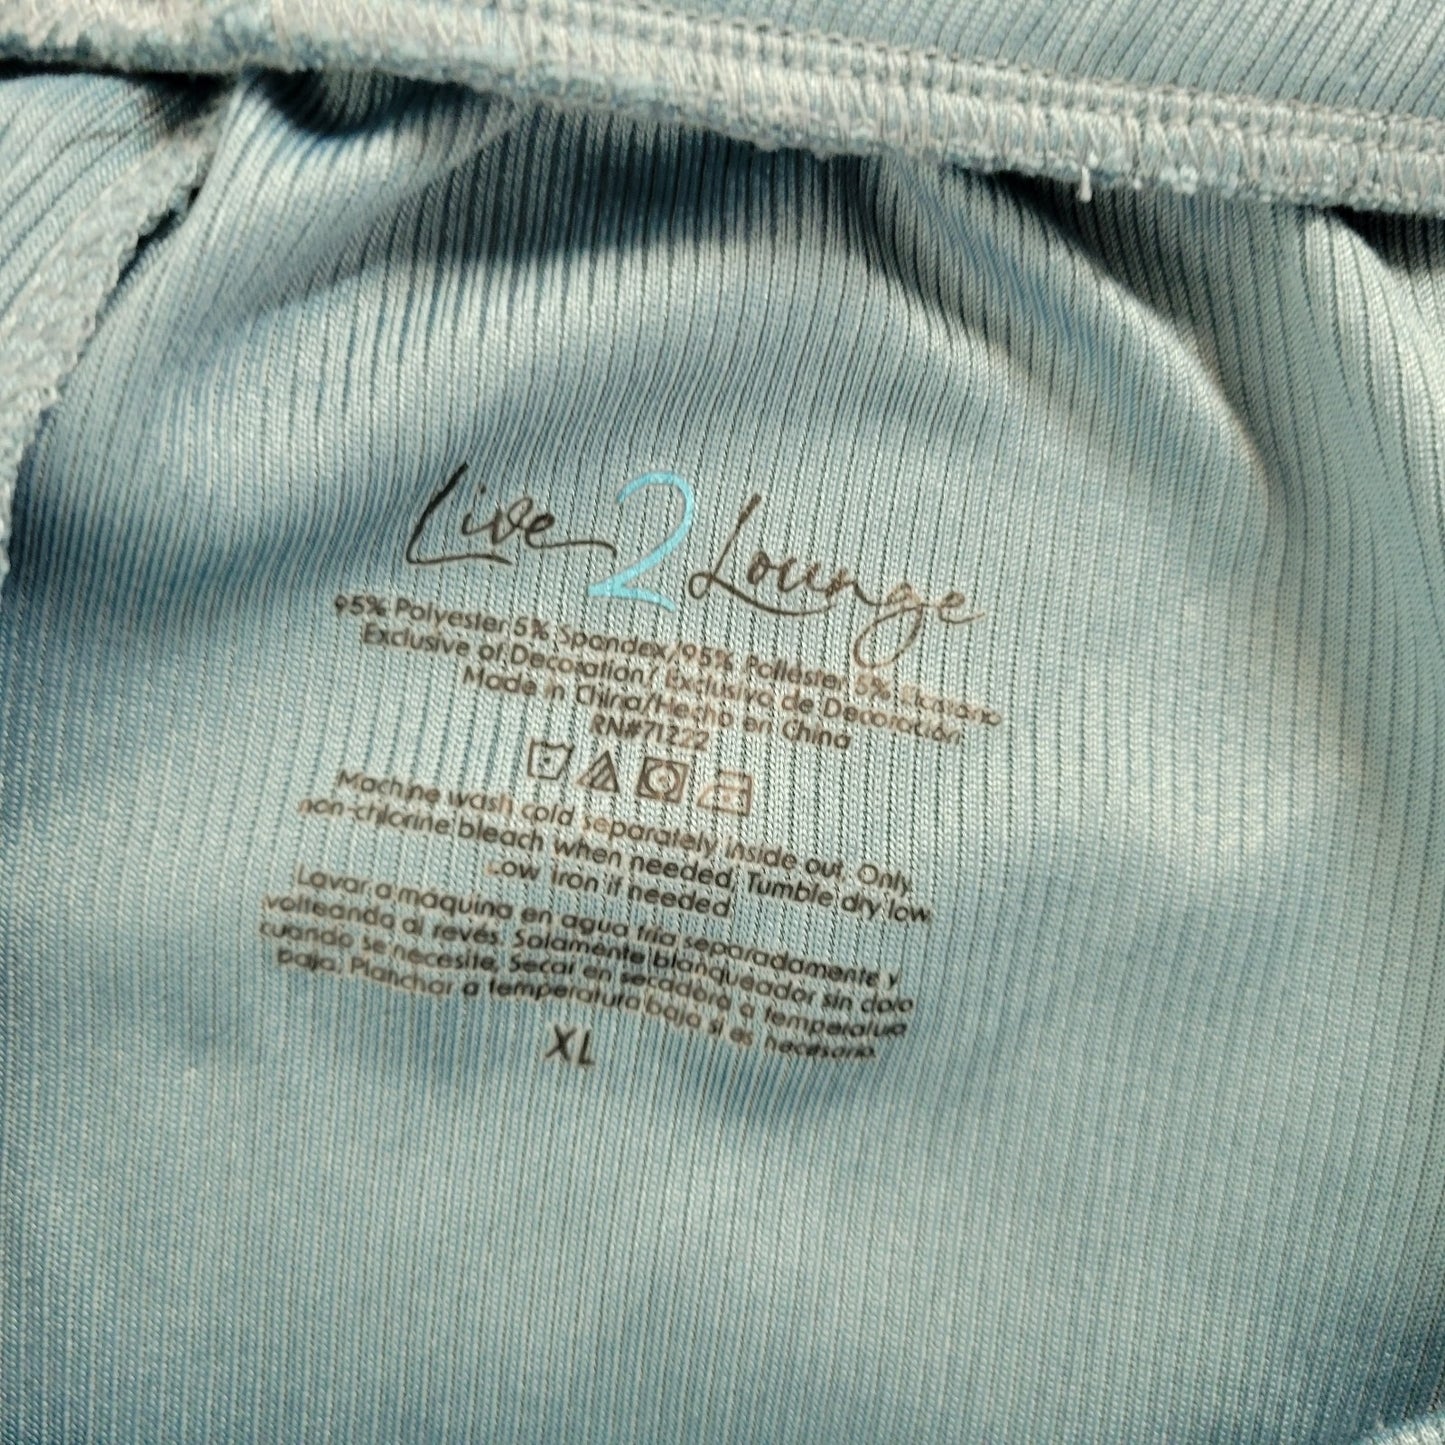 Live 2 Lounge
95% Polyester 5% Spandex/95% Poliéster 5% Elastano
Exclusive of Decoration/ Exclusivo de Decoración
Made in China/Hecho en China
RN#71222
Machine wash cold separately inside out. Only
non-chlorine bleach when needed, Tumble dry low
Low iron if needed
Lavar a máquina en agua fría separadamente y
volteando al revés. Solamente blanqueador sin cloro
cuando se necesite, Secar en secadora a temperatura
baja, Planchar a temperatura baja si es necesario.
XL